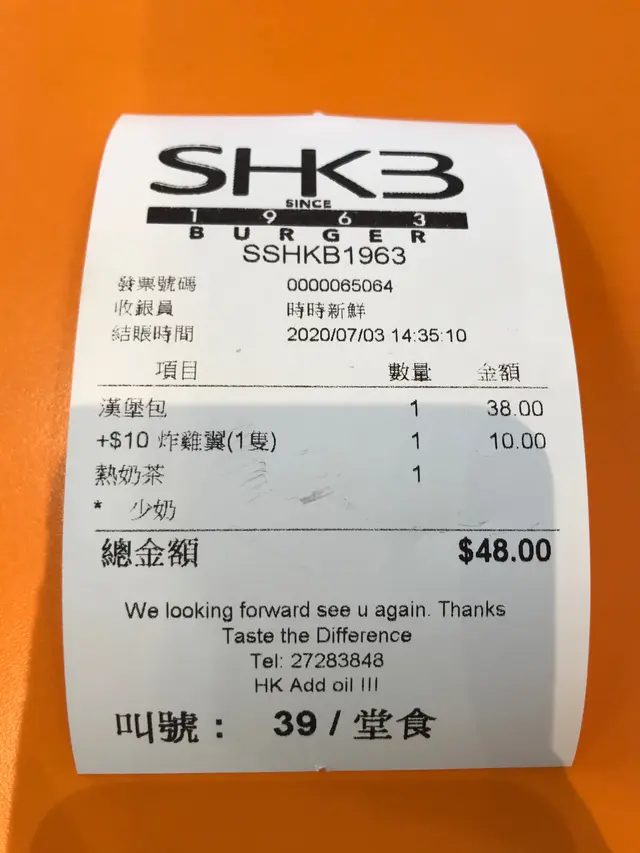 SHKB
SINCE
1 9 6 3
BURGER
SSHKB1963
發票號碼 0000065064
收銀員 時時新鮮
結賬時間 2020/07/03 14:35:10
項目 數量 金額
漢堡包 1 38.00
+$10 炸雞翼(1隻) 1 10.00
熱奶茶 1
* 少奶
總金額 $48.00
We looking forward see u again. Thanks
Taste the Difference
Tel: 27283848
HK Add oil !!!
叫號： 39 / 堂食